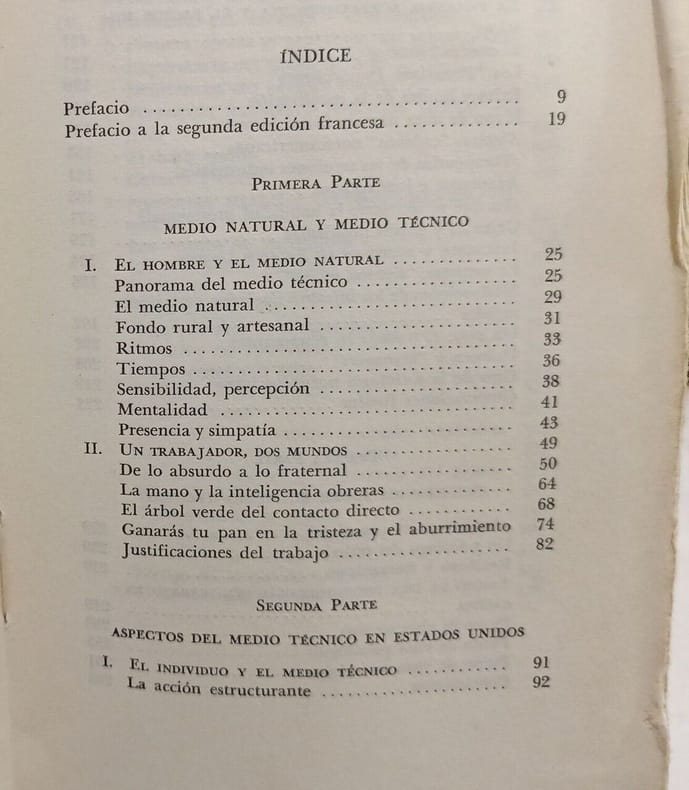 ÍNDICE
Prefacio ........................................ 9
Prefacio a la segunda edición francesa .............. 19
Primera Parte
MEDIO NATURAL Y MEDIO TÉCNICO
I. El hombre y el medio natural .............. 25
Panorama del medio técnico .................. 25
El medio natural ............................ 29
Fondo rural y artesanal ...................... 31
Ritmos ...................................... 33
Tiempos ..................................... 36
Sensibilidad, percepción ...................... 38
Mentalidad .................................. 41
Presencia y simpatía .......................... 43
II. Un trabajador, dos mundos .................. 49
De lo absurdo a lo fraternal .................. 50
La mano y la inteligencia obreras ............. 64
El árbol verde del contacto directo ............ 68
Ganarás tu pan en la tristeza y el aburrimiento 74
Justificaciones del trabajo .................... 82
Segunda Parte
ASPECTOS DEL MEDIO TÉCNICO EN ESTADOS UNIDOS
I. El individuo y el medio técnico ............ 91
La acción estructurante ...................... 92